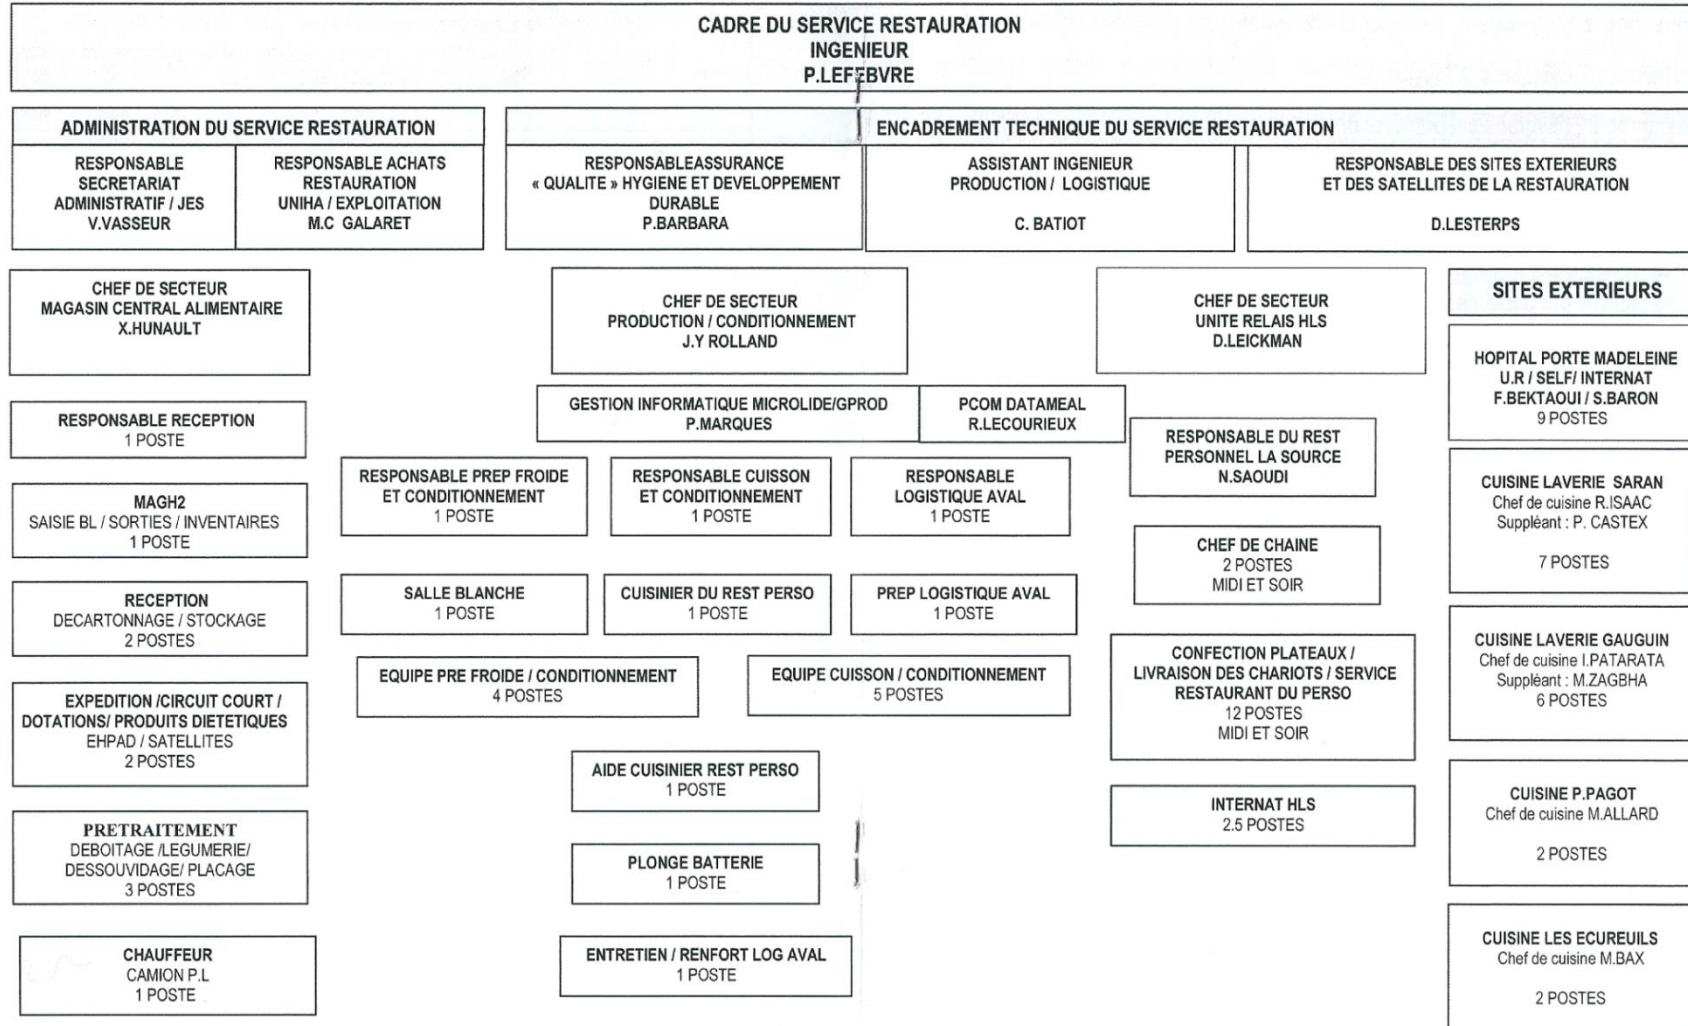 CADRE DU SERVICE RESTAURATION
INGENIEUR
P.LEFEBVRE
ADMINISTRATION DU SERVICE RESTAURATION
RESPONSABLE
SECRETARIAT
ADMINISTRATIF / JES
V.VASSEUR
RESPONSABLE ACHATS
RESTAURATION
UNIHA / EXPLOITATION
M.C GALARET
ENCADREMENT TECHNIQUE DU SERVICE RESTAURATION
RESPONSABLEASSURANCE
« QUALITE » HYGIENE ET DEVELOPPEMENT
DURABLE
P.BARBARA
ASSISTANT INGENIEUR
PRODUCTION / LOGISTIQUE
C. BATIOT
RESPONSABLE DES SITES EXTERIEURS
ET DES SATELLITES DE LA RESTAURATION
D.LESTERPS
CHEF DE SECTEUR
MAGASIN CENTRAL ALIMENTAIRE
X.HUNAULT
RESPONSABLE RECEPTION
1 POSTE
MAGH2
SAISIE BL / SORTIES / INVENTAIRES
1 POSTE
RECEPTION
DECARTONNAGE / STOCKAGE
2 POSTES
EXPEDITION /CIRCUIT COURT /
DOTATIONS/ PRODUITS DIETETIQUES
EHPAD / SATELLITES
2 POSTES
PRETRAITEMENT
DEBOITAGE /LEGUMERIE/
DESSOUVIDAGE/ PLACAGE
3 POSTES
CHAUFFEUR
CAMION P.L
1 POSTE
CHEF DE SECTEUR
PRODUCTION / CONDITIONNEMENT
J.Y ROLLAND
GESTION INFORMATIQUE MICROLIDE/GPROD
P.MARQUES
PCOM DATAMEAL
R.LECOURIEUX
RESPONSABLE PREP FROIDE
ET CONDITIONNEMENT
1 POSTE
RESPONSABLE CUISSON
ET CONDITIONNEMENT
1 POSTE
RESPONSABLE
LOGISTIQUE AVAL
1 POSTE
SALLE BLANCHE
1 POSTE
CUISINIER DU REST PERSO
1 POSTE
PREP LOGISTIQUE AVAL
1 POSTE
EQUIPE PRE FROIDE / CONDITIONNEMENT
4 POSTES
EQUIPE CUISSON / CONDITIONNEMENT
5 POSTES
AIDE CUISINIER REST PERSO
1 POSTE
PLONGE BATTERIE
1 POSTE
ENTRETIEN / RENFORT LOG AVAL
1 POSTE
CHEF DE SECTEUR
UNITE RELAIS HLS
D.LEICKMAN
RESPONSABLE DU REST
PERSONNEL LA SOURCE
N.SAOUDI
CHEF DE CHAINE
2 POSTES
MIDI ET SOIR
CONFECTION PLATEAUX /
LIVRAISON DES CHARIOTS / SERVICE
RESTAURANT DU PERSO
12 POSTES
MIDI ET SOIR
INTERNAT HLS
2.5 POSTES
SITES EXTERIEURS
HOPITAL PORTE MADELEINE
U.R / SELF/ INTERNAT
F.BEKTAOUI / S.BARON
9 POSTES
CUISINE LAVERIE SARAN
Chef de cuisine R.ISAAC
Suppléant : P. CASTEX
7 POSTES
CUISINE LAVERIE GAUGUIN
Chef de cuisine I.PATARATA
Suppléant : M.ZAGBHA
6 POSTES
CUISINE P.PAGOT
Chef de cuisine M.ALLARD
2 POSTES
CUISINE LES ECUREUILS
Chef de cuisine M.BAX
2 POSTES